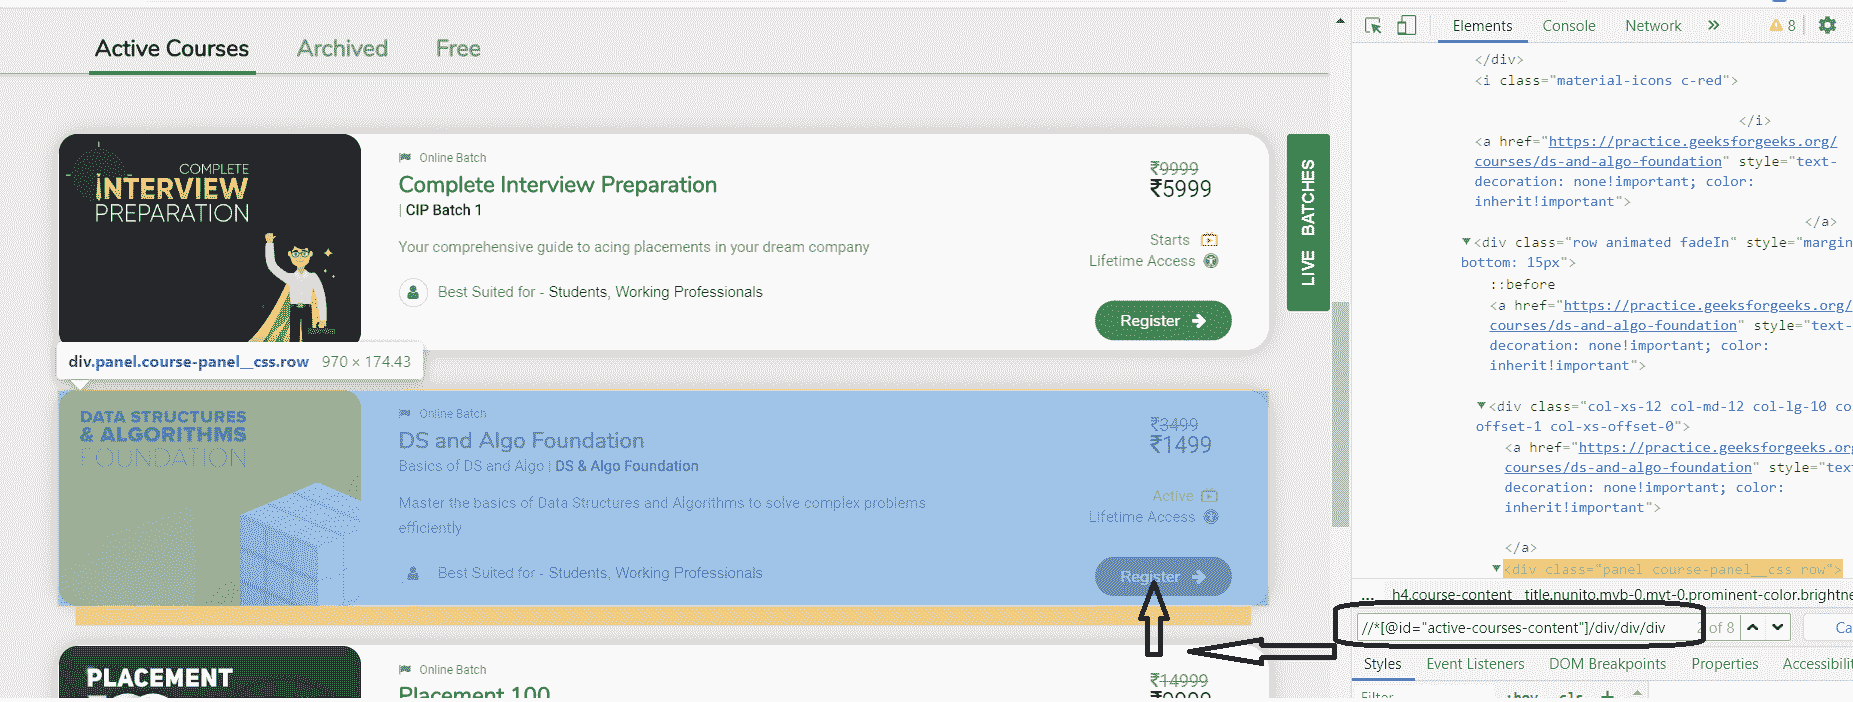 Active Courses
Archived
Free
COMPLETE
INTERVIEW
PREPARATION
Online Batch
Complete Interview Preparation
| CIP Batch 1
Your comprehensive guide to acing placements in your dream company
Best Suited for - Students, Working Professionals
₹9999
₹5999
Starts
Lifetime Access
Register
LIVE BATCHES
div.panel.course-panel__css.row 970 × 174.43
DATA STRUCTURES
& ALGORITHMS
FOUNDATION
Online Batch
DS and Algo Foundation
Basics of DS and Algo | DS & Algo Foundation
Master the basics of Data Structures and Algorithms to solve complex problems
efficiently
Best Suited for - Students, Working Professionals
₹3499
₹1499
Active
Lifetime Access
Register
PLACEMENT
Online Batch
Placement 100
₹14999
₹9999
Elements
Console
Network
»
8
</div>
<i class="material-icons c-red">
</i>
<a href="https://practice.geeksforgeeks.org/
courses/ds-and-algo-foundation" style="text-
decoration: none!important; color:
inherit!important">
</a>
<div class="row animated fadeIn" style="margin
bottom: 15px">
::before
<a href="https://practice.geeksforgeeks.org/
courses/ds-and-algo-foundation" style="text-
decoration: none!important; color:
inherit!important">
<div class="col-xs-12 col-md-12 col-lg-10 co
offset-1 col-xs-offset-0">
<a href="https://practice.geeksforgeeks.org
courses/ds-and-algo-foundation" style="tex
decoration: none!important; color:
inherit!important">
</a>
<div class="panel course-panel__css row">
... h4.course-content__title.nunito.mvb-0.mvt-0.prominent-color.brightne
//*[@id="active-courses-content"]/div/div/div
2 of 8
Ca
Styles
Event Listeners
DOM Breakpoints
Properties
Accessibili
Filter
:hov
.cls
+